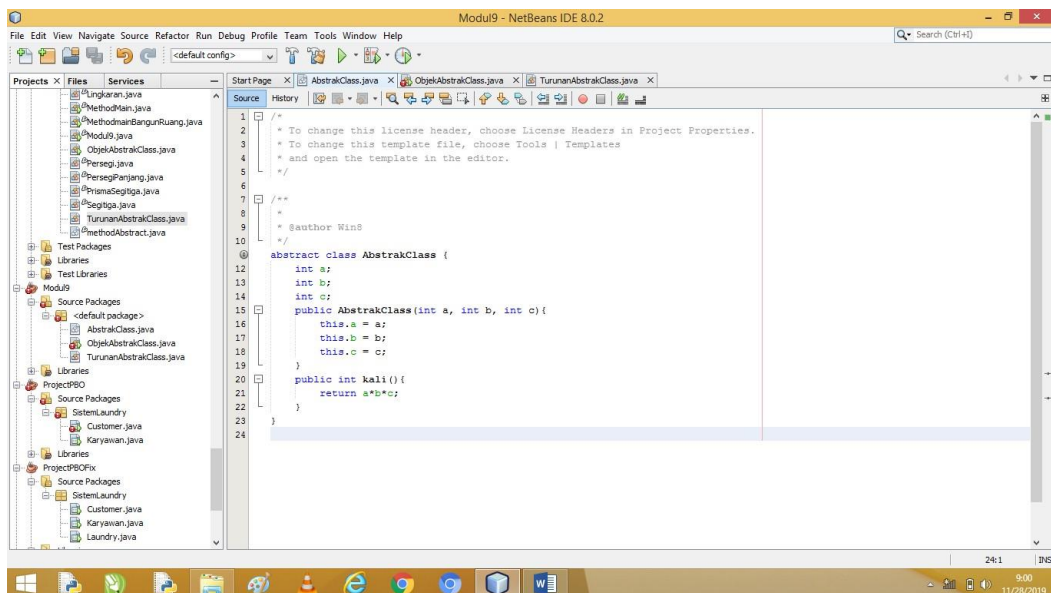 Modul9 - NetBeans IDE 8.0.2
File Edit View Navigate Source Refactor Run Debug Profile Team Tools Window Help
Search (Ctrl+I)
<default config>
Projects Files Services
Start Page AbstrakClass.java ObjekAbstrakClass.java TurunanAbstrakClass.java
Source History
Lingkaran.java
MethodMain.java
MethodmainBangunRuang.java
Modul9.java
ObjekAbstrakClass.java
Persegi.java
PersegiPanjang.java
PrismaSegitiga.java
Segitiga.java
TurunanAbstrakClass.java
methodAbstract.java
Test Packages
Libraries
Test Libraries
Modul9
Source Packages
<default package>
AbstrakClass.java
ObjekAbstrakClass.java
TurunanAbstrakClass.java
Libraries
ProjectPBO
Source Packages
SistemLaundry
Customer.java
Karyawan.java
Libraries
ProjectPBOFix
Source Packages
SistemLaundry
Customer.java
Karyawan.java
Laundry.java
1 /*
2 * To change this license header, choose License Headers in Project Properties.
3 * To change this template file, choose Tools | Templates
4 * and open the template in the editor.
5 */
6
7 /**
8 *
9 * @author Win8
10 */
abstract class AbstrakClass {
12 int a;
13 int b;
14 int c;
15 public AbstrakClass(int a, int b, int c){
16 this.a = a;
17 this.b = b;
18 this.c = c;
19 }
20 public int kali(){
21 return a*b*c;
22 }
23 }
24
24:1 INS
9:00
11/28/2019